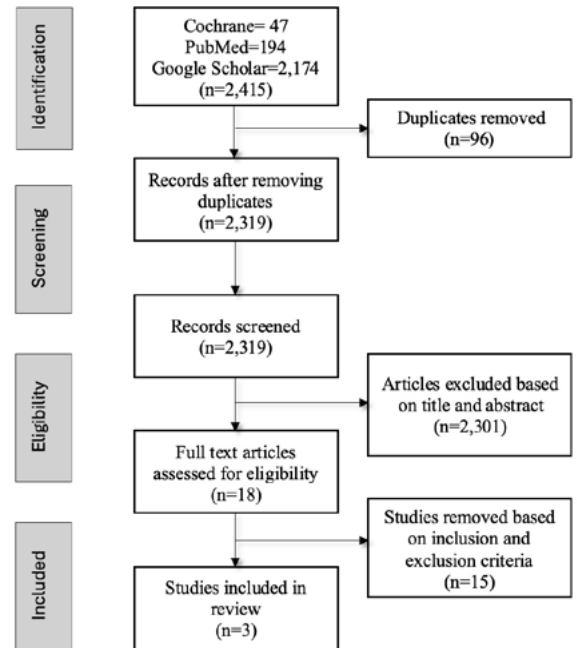 Identification
Cochrane= 47
PubMed=194
Google Scholar=2,174
(n=2,415)
Duplicates removed
(n=96)
Screening
Records after removing
duplicates
(n=2,319)
Records screened
(n=2,319)
Eligibility
Articles excluded based
on title and abstract
(n=2,301)
Full text articles
assessed for eligibility
(n=18)
Studies removed based
on inclusion and
exclusion criteria
(n=15)
Included
Studies included in
review
(n=3)